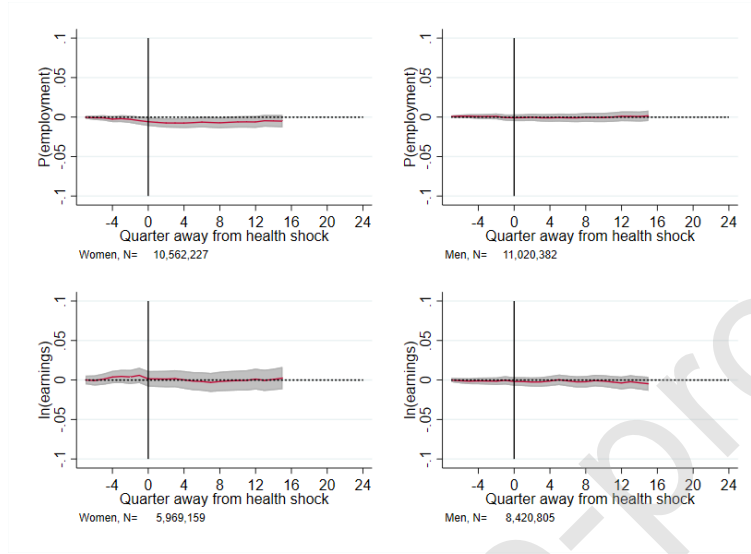 P(employment)
.1
.05
0
-.05
-.1
-4 0 4 8 12 16 20 24
Quarter away from health shock
Women, N= 10,562,227
P(employment)
.1
.05
0
-.05
-.1
-4 0 4 8 12 16 20 24
Quarter away from health shock
Men, N= 11,020,382
ln(earnings)
.1
.05
0
-.05
-.1
-4 0 4 8 12 16 20 24
Quarter away from health shock
Women, N= 5,969,159
ln(earnings)
.1
.05
0
-.05
-.1
-4 0 4 8 12 16 20 24
Quarter away from health shock
Men, N= 8,420,805
-pro